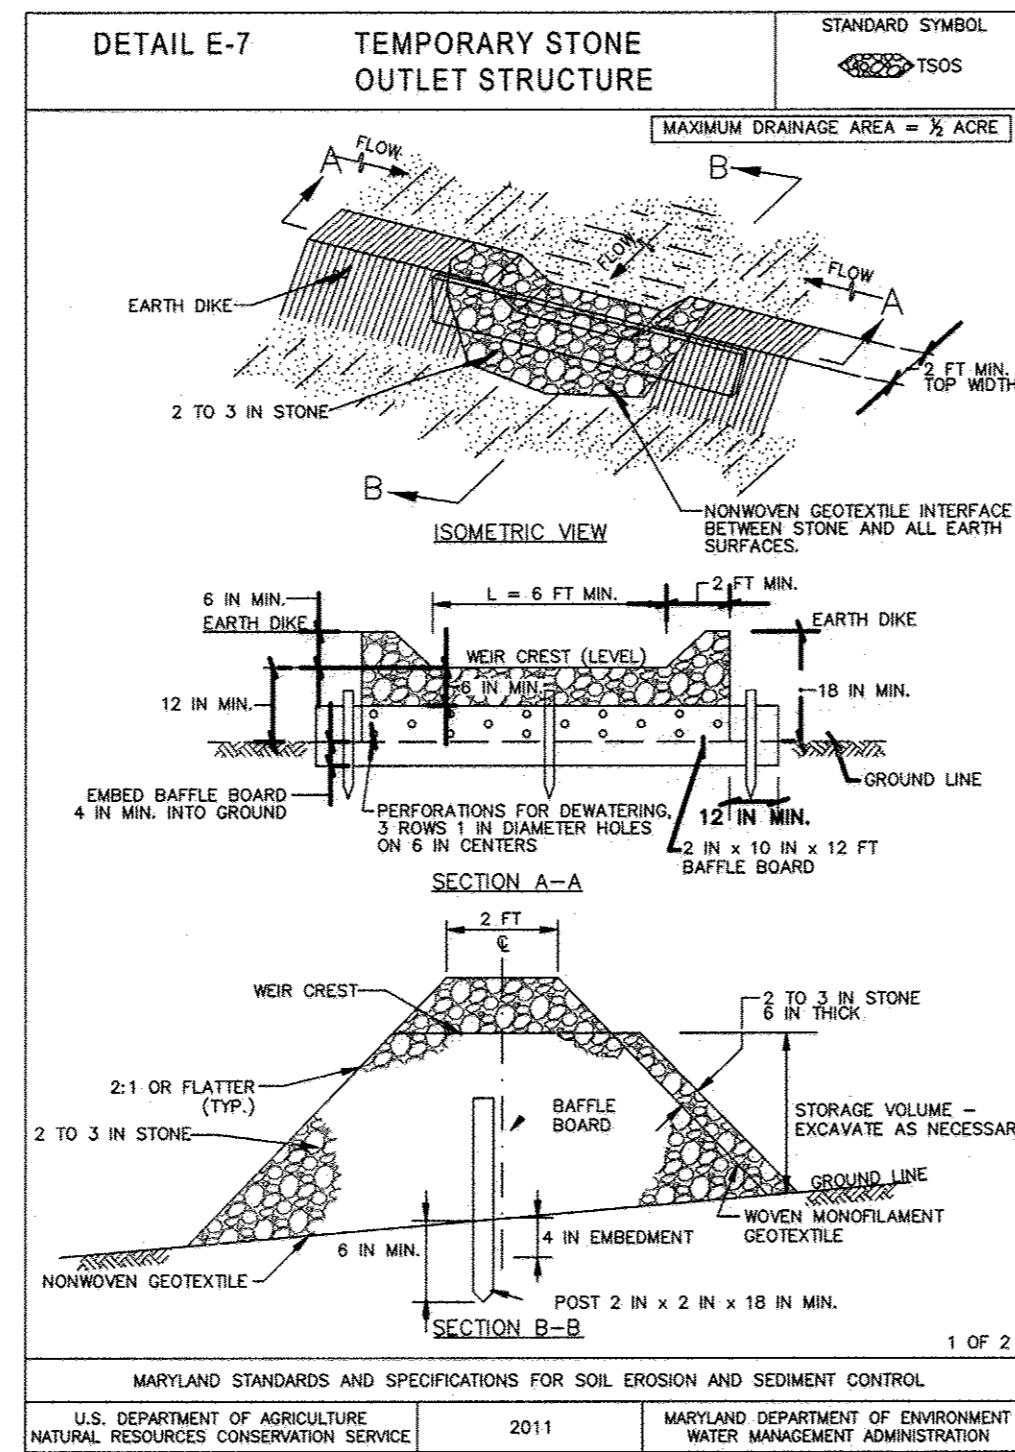 DETAIL E-7
TEMPORARY STONE
OUTLET STRUCTURE
STANDARD SYMBOL
TSOS
MAXIMUM DRAINAGE AREA = ½ ACRE
A
FLOW
B
FLOW
FLOW
A
EARTH DIKE
2 FT MIN.
TOP WIDTH
2 TO 3 IN STONE
B
NONWOVEN GEOTEXTILE INTERFACE
BETWEEN STONE AND ALL EARTH
SURFACES.
ISOMETRIC VIEW
6 IN MIN.
L = 6 FT MIN.
2 FT MIN.
EARTH DIKE
EARTH DIKE
WEIR CREST (LEVEL)
6 IN MIN.
12 IN MIN.
18 IN MIN.
GROUND LINE
EMBED BAFFLE BOARD
4 IN MIN. INTO GROUND
PERFORATIONS FOR DEWATERING,
3 ROWS 1 IN DIAMETER HOLES
ON 6 IN CENTERS
12 IN MIN.
2 IN x 10 IN x 12 FT
BAFFLE BOARD
SECTION A-A
2 FT
℄
WEIR CREST
2 TO 3 IN STONE
6 IN THICK
2:1 OR FLATTER
(TYP.)
BAFFLE
BOARD
STORAGE VOLUME -
EXCAVATE AS NECESSAR
2 TO 3 IN STONE
GROUND LINE
WOVEN MONOFILAMENT
GEOTEXTILE
6 IN MIN.
4 IN EMBEDMENT
NONWOVEN GEOTEXTILE
POST 2 IN x 2 IN x 18 IN MIN.
SECTION B-B
1 OF 2
MARYLAND STANDARDS AND SPECIFICATIONS FOR SOIL EROSION AND SEDIMENT CONTROL
U.S. DEPARTMENT OF AGRICULTURE
NATURAL RESOURCES CONSERVATION SERVICE
2011
MARYLAND DEPARTMENT OF ENVIRONMENT
WATER MANAGEMENT ADMINISTRATION